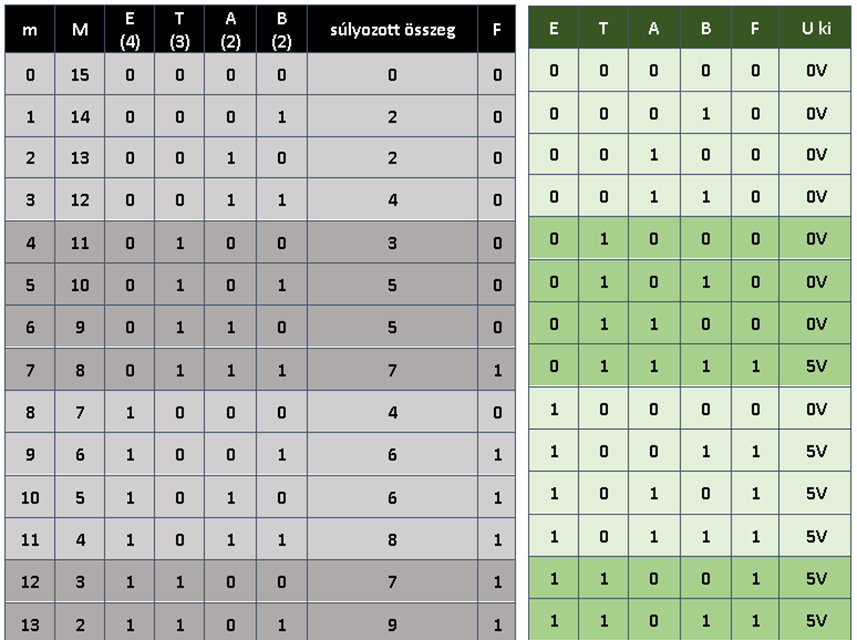 m M E (4) T (3) A (2) B (2) súlyozott összeg F
0 15 0 0 0 0 0 0
1 14 0 0 0 1 2 0
2 13 0 0 1 0 2 0
3 12 0 0 1 1 4 0
4 11 0 1 0 0 3 0
5 10 0 1 0 1 5 0
6 9 0 1 1 0 5 0
7 8 0 1 1 1 7 1
8 7 1 0 0 0 4 0
9 6 1 0 0 1 6 1
10 5 1 0 1 0 6 1
11 4 1 0 1 1 8 1
12 3 1 1 0 0 7 1
13 2 1 1 0 1 9 1
E T A B F U ki
0 0 0 0 0 0V
0 0 0 1 0 0V
0 0 1 0 0 0V
0 0 1 1 0 0V
0 1 0 0 0 0V
0 1 0 1 0 0V
0 1 1 0 0 0V
0 1 1 1 1 5V
1 0 0 0 0 0V
1 0 0 1 1 5V
1 0 1 0 1 5V
1 0 1 1 1 5V
1 1 0 0 1 5V
1 1 0 1 1 5V